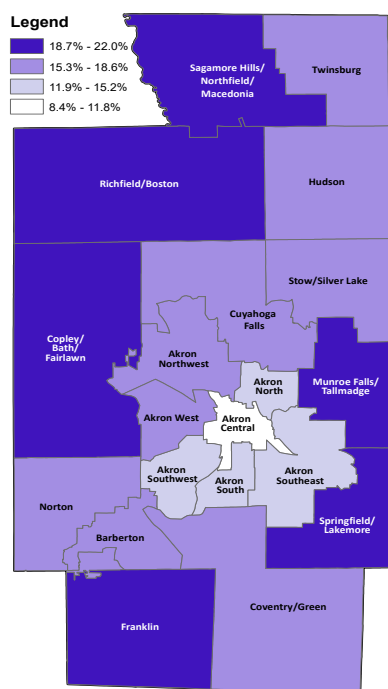 Legend
18.7% - 22.0%
15.3% - 18.6%
11.9% - 15.2%
8.4% - 11.8%
Sagamore Hills/
Northfield/
Macedonia
Twinsburg
Richfield/Boston
Hudson
Stow/Silver Lake
Cuyahoga
Falls
Copley/
Bath/
Fairlawn
Akron
Northwest
Akron
North
Munroe Falls/
Tallmadge
Akron West
Akron
Central
Akron
Southwest
Akron
South
Akron
Southeast
Norton
Springfield/
Lakemore
Barberton
Franklin
Coventry/Green